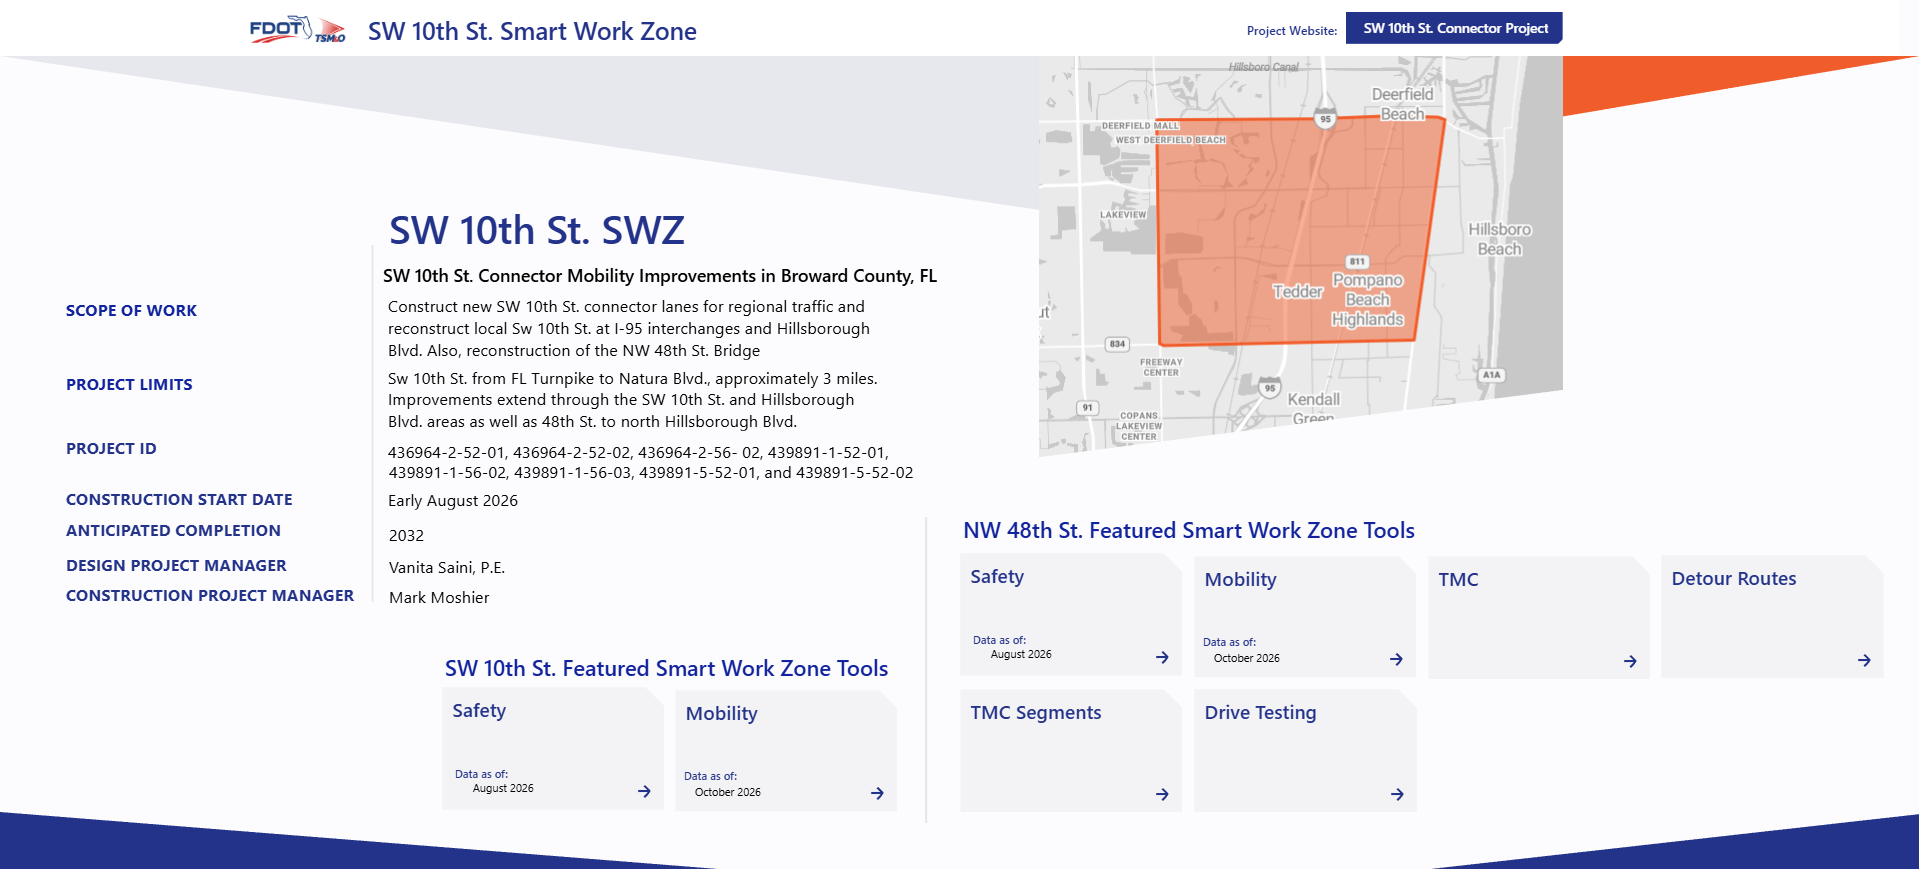 FDOT TSM&O
SW 10th St. Smart Work Zone
Project Website:
SW 10th St. Connector Project
Hillsboro Canal
Deerfield
Beach
95
DEERFIELD MALL
WEST DEERFIELD BEACH
LAKEVIEW
Hillsboro
Beach
811
Tedder
Pompano
Beach
Highlands
834
FREEWAY
CENTER
A1A
95
Kendall
Green
91
COPANS
LAKEVIEW
CENTER
SW 10th St. SWZ
SW 10th St. Connector Mobility Improvements in Broward County, FL
SCOPE OF WORK
Construct new SW 10th St. connector lanes for regional traffic and
reconstruct local Sw 10th St. at I-95 interchanges and Hillsborough
Blvd. Also, reconstruction of the NW 48th St. Bridge
PROJECT LIMITS
Sw 10th St. from FL Turnpike to Natura Blvd., approximately 3 miles.
Improvements extend through the SW 10th St. and Hillsborough
Blvd. areas as well as 48th St. to north Hillsborough Blvd.
PROJECT ID
436964-2-52-01, 436964-2-52-02, 436964-2-56- 02, 439891-1-52-01,
439891-1-56-02, 439891-1-56-03, 439891-5-52-01, and 439891-5-52-02
CONSTRUCTION START DATE
Early August 2026
ANTICIPATED COMPLETION
2032
DESIGN PROJECT MANAGER
Vanita Saini, P.E.
CONSTRUCTION PROJECT MANAGER
Mark Moshier
SW 10th St. Featured Smart Work Zone Tools
Safety
Data as of:
August 2026
Mobility
Data as of:
October 2026
NW 48th St. Featured Smart Work Zone Tools
Safety
Data as of:
August 2026
Mobility
Data as of:
October 2026
TMC
Detour Routes
TMC Segments
Drive Testing